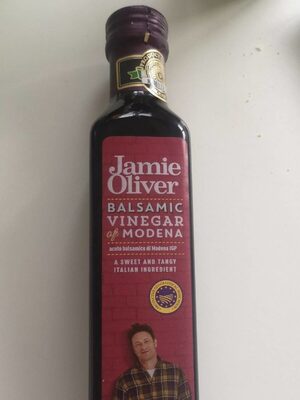 Jamie
Oliver
BALSAMIC
VINEGAR
of MODENA
aceto balsamico di Modena IGP
A SWEET AND TANGY
ITALIAN INGREDIENT